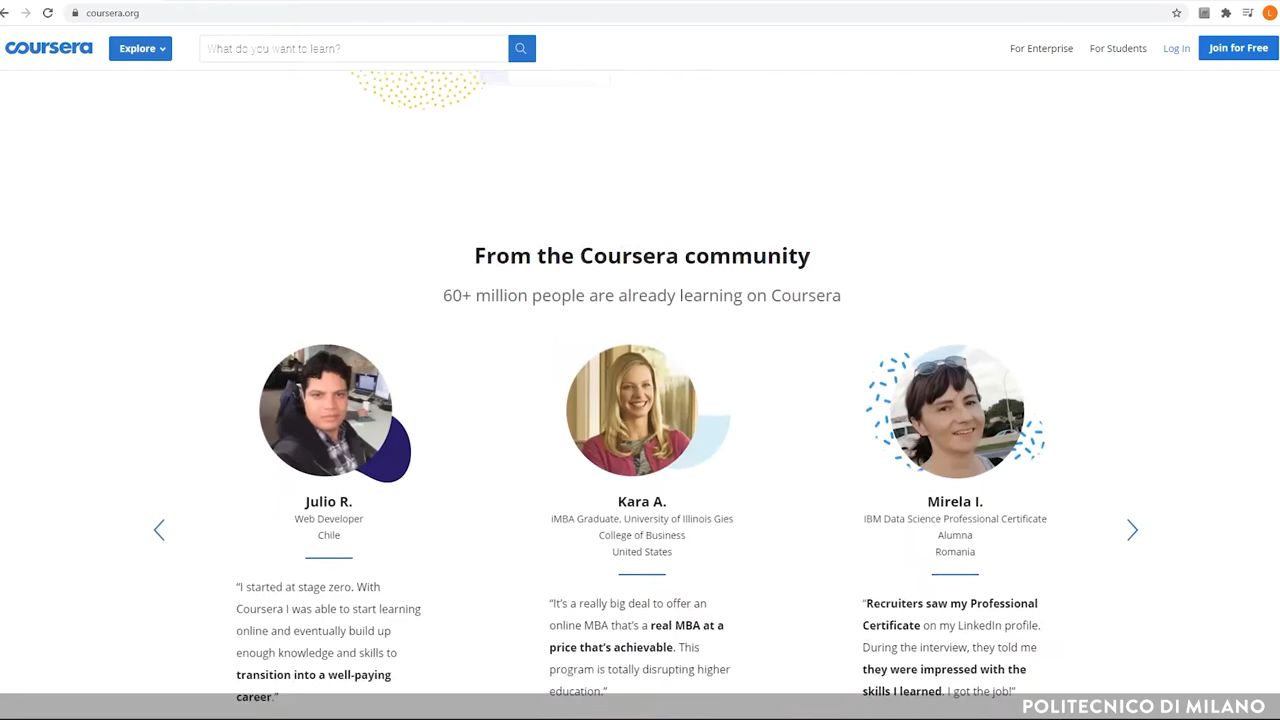 coursera.org
coursera
Explore
What do you want to learn?
For Enterprise
For Students
Log In
Join for Free
From the Coursera community
60+ million people are already learning on Coursera
Julio R.
Web Developer
Chile
“I started at stage zero. With
Coursera I was able to start learning
online and eventually build up
enough knowledge and skills to
transition into a well-paying
career.”
Kara A.
iMBA Graduate, University of Illinois Gies
College of Business
United States
“It’s a really big deal to offer an
online MBA that’s a real MBA at a
price that’s achievable. This
program is totally disrupting higher
education.”
Mirela I.
IBM Data Science Professional Certificate
Alumna
Romania
“Recruiters saw my Professional
Certificate on my LinkedIn profile.
During the interview, they told me
they were impressed with the
skills I learned. I got the job!”
POLITECNICO DI MILANO
L